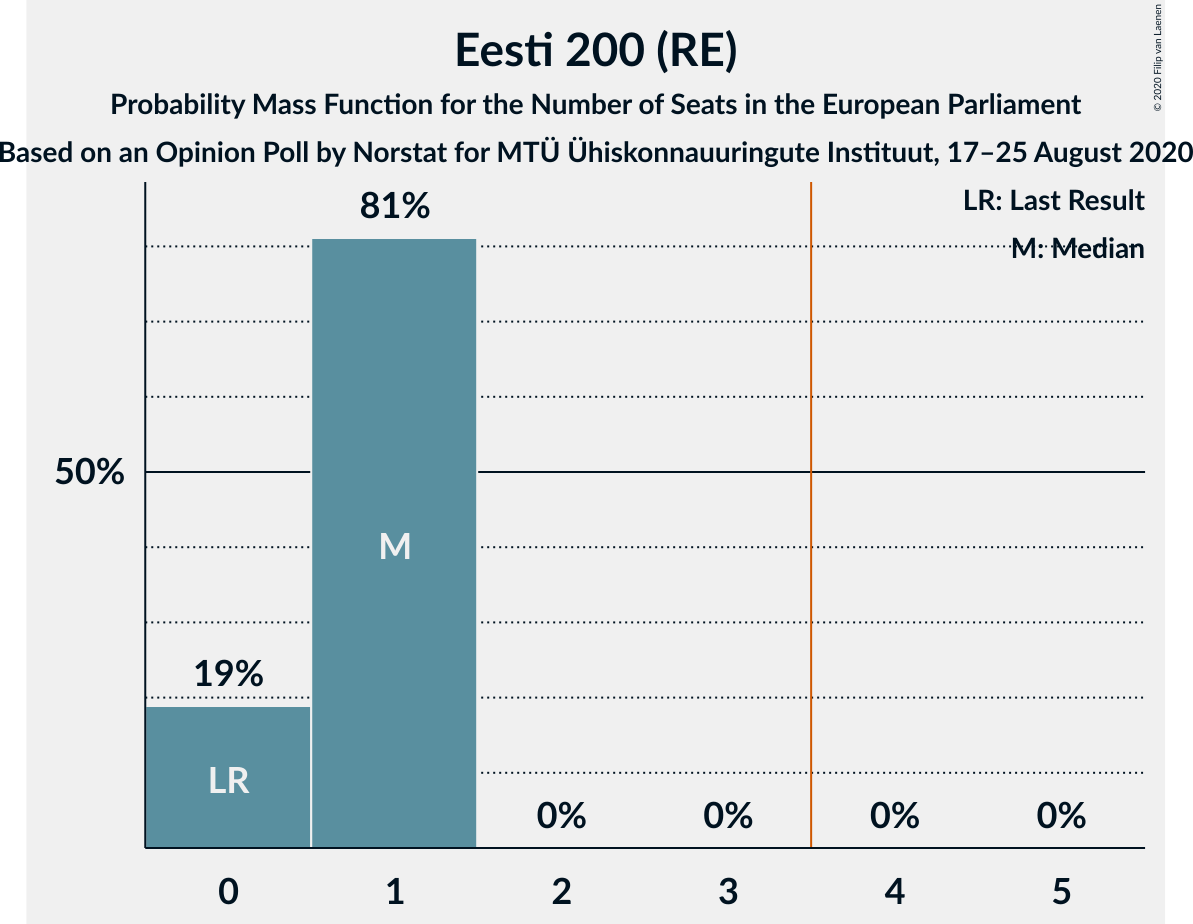 Eesti 200 (RE)
Probability Mass Function for the Number of Seats in the European Parliament
Based on an Opinion Poll by Norstat for MTÜ Ühiskonnauuringute Instituut, 17–25 August 2020
© 2020 Filip van Laenen
LR: Last Result
M: Median
81%
50%
M
19%
LR
0% 0% 0% 0%
0 1 2 3 4 5